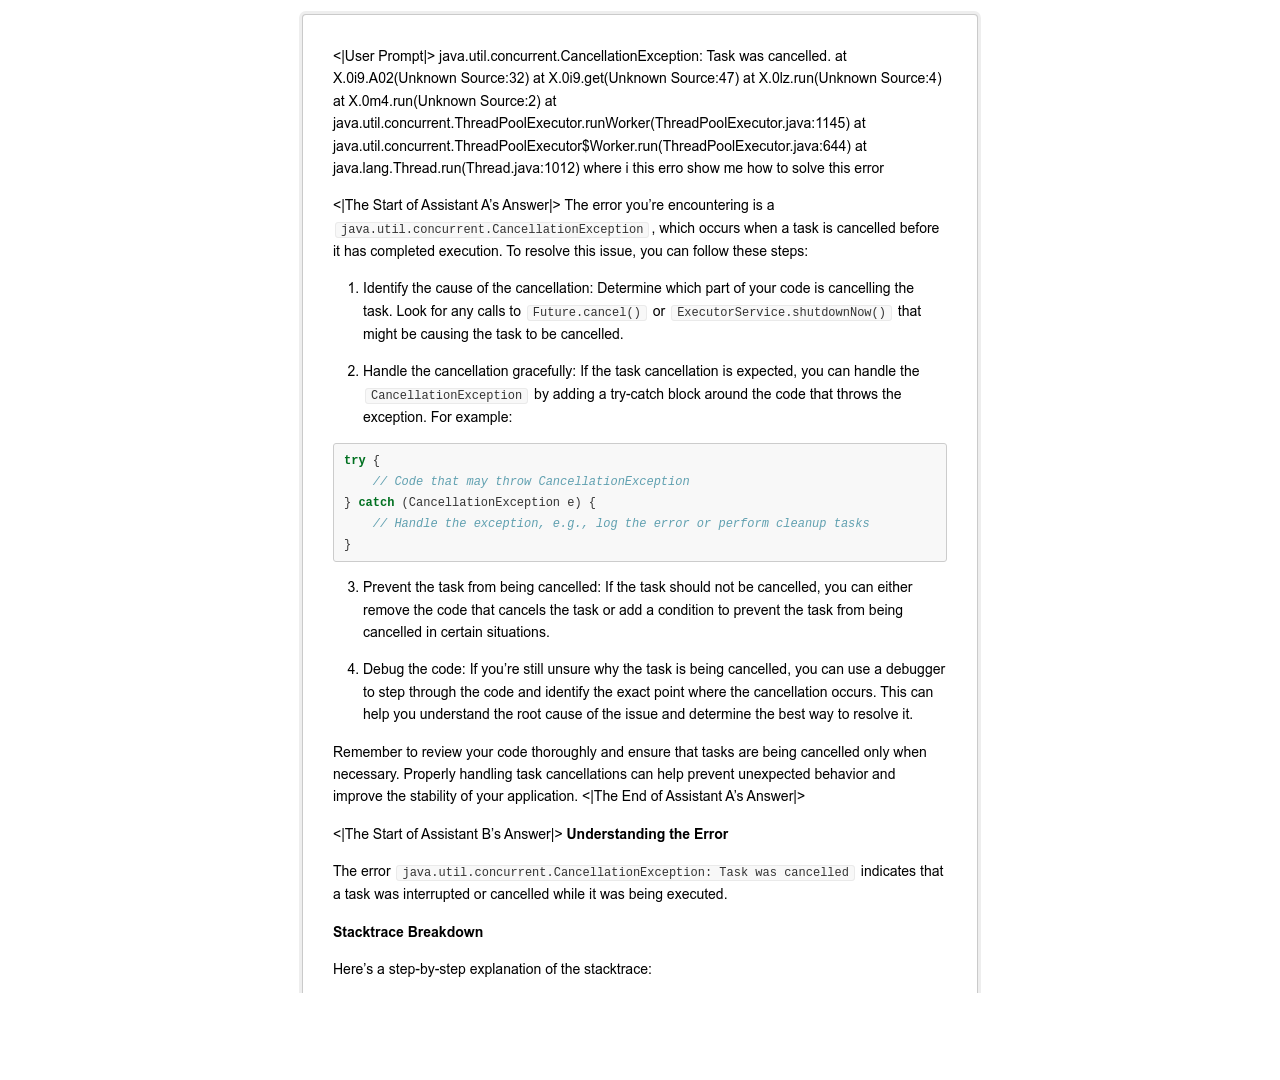 <|User Prompt|> java.util.concurrent.CancellationException: Task was cancelled. at
X.0i9.A02(Unknown Source:32) at X.0i9.get(Unknown Source:47) at X.0lz.run(Unknown Source:4)
at X.0m4.run(Unknown Source:2) at
java.util.concurrent.ThreadPoolExecutor.runWorker(ThreadPoolExecutor.java:1145) at
java.util.concurrent.ThreadPoolExecutor$Worker.run(ThreadPoolExecutor.java:644) at
java.lang.Thread.run(Thread.java:1012) where i this erro show me how to solve this error
<|The Start of Assistant A’s Answer|> The error you’re encountering is a
java.util.concurrent.CancellationException , which occurs when a task is cancelled before
it has completed execution. To resolve this issue, you can follow these steps:
1. Identify the cause of the cancellation: Determine which part of your code is cancelling the
task. Look for any calls to Future.cancel() or ExecutorService.shutdownNow() that
might be causing the task to be cancelled.
2. Handle the cancellation gracefully: If the task cancellation is expected, you can handle the
CancellationException by adding a try-catch block around the code that throws the
exception. For example:
try {
    // Code that may throw CancellationException
} catch (CancellationException e) {
    // Handle the exception, e.g., log the error or perform cleanup tasks
}
3. Prevent the task from being cancelled: If the task should not be cancelled, you can either
remove the code that cancels the task or add a condition to prevent the task from being
cancelled in certain situations.
4. Debug the code: If you’re still unsure why the task is being cancelled, you can use a debugger
to step through the code and identify the exact point where the cancellation occurs. This can
help you understand the root cause of the issue and determine the best way to resolve it.
Remember to review your code thoroughly and ensure that tasks are being cancelled only when
necessary. Properly handling task cancellations can help prevent unexpected behavior and
improve the stability of your application. <|The End of Assistant A’s Answer|>
<|The Start of Assistant B’s Answer|> Understanding the Error
The error java.util.concurrent.CancellationException: Task was cancelled indicates that
a task was interrupted or cancelled while it was being executed.
Stacktrace Breakdown
Here’s a step-by-step explanation of the stacktrace: